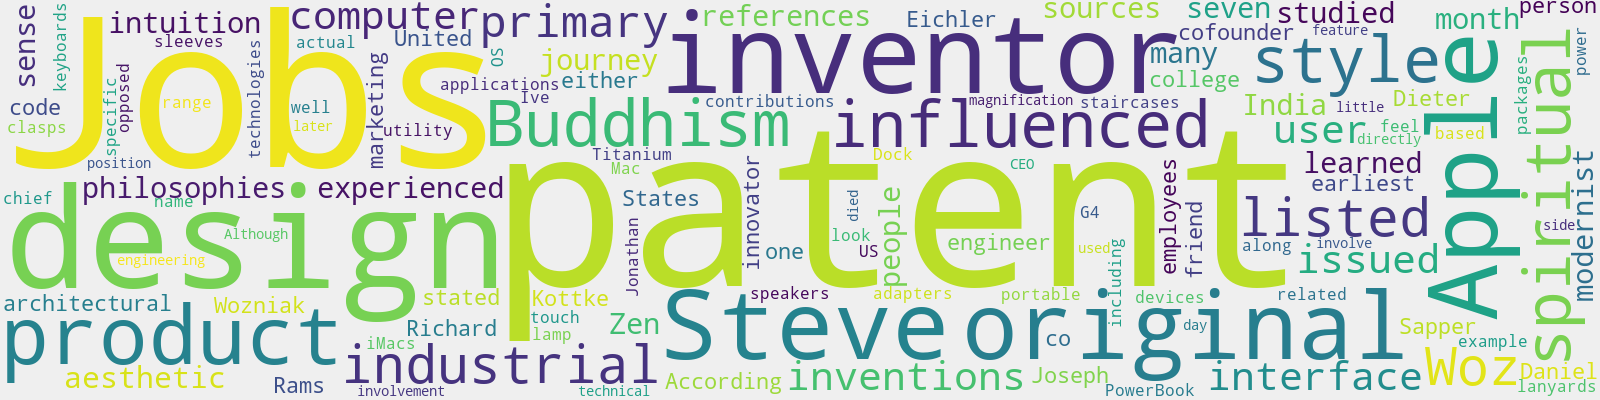 Jobs
patent
design
inventor
Apple
product
Steve
original
influenced
Buddhism
style
spiritual
industrial
inventions
interface
listed
issued
Woz
primary
computer
intuition
sense
keyboards
sleeves
actual
United
OS
references
Eichler
sources
seven
studied
person
month
cofounder
feature
journey
many
college
either
applications
Ive
contributions
magnification
staircases
India
little
Dieter
packages
power
code
clasps
specific
opposed
range
technologies
well
later
marketing
utility
position
user
feel
directly
based
learned
earliest
modernist
philosophies
experienced
chief
name
Although
engineering
Titanium
Mac
States
Jonathan
innovator
one
died
look
US
Dock
people
CEO
engineer
G4
used
including
employees
friend
along
involve
side
architectural
Wozniak
stated
Kottke
touch
lamp
Zen
Richard
iMacs
speakers
adapters
portable
devices
day
related
co
Sapper
example
Daniel
lanyards
aesthetic
Rams
involvement
technical
According
Joseph
PowerBook